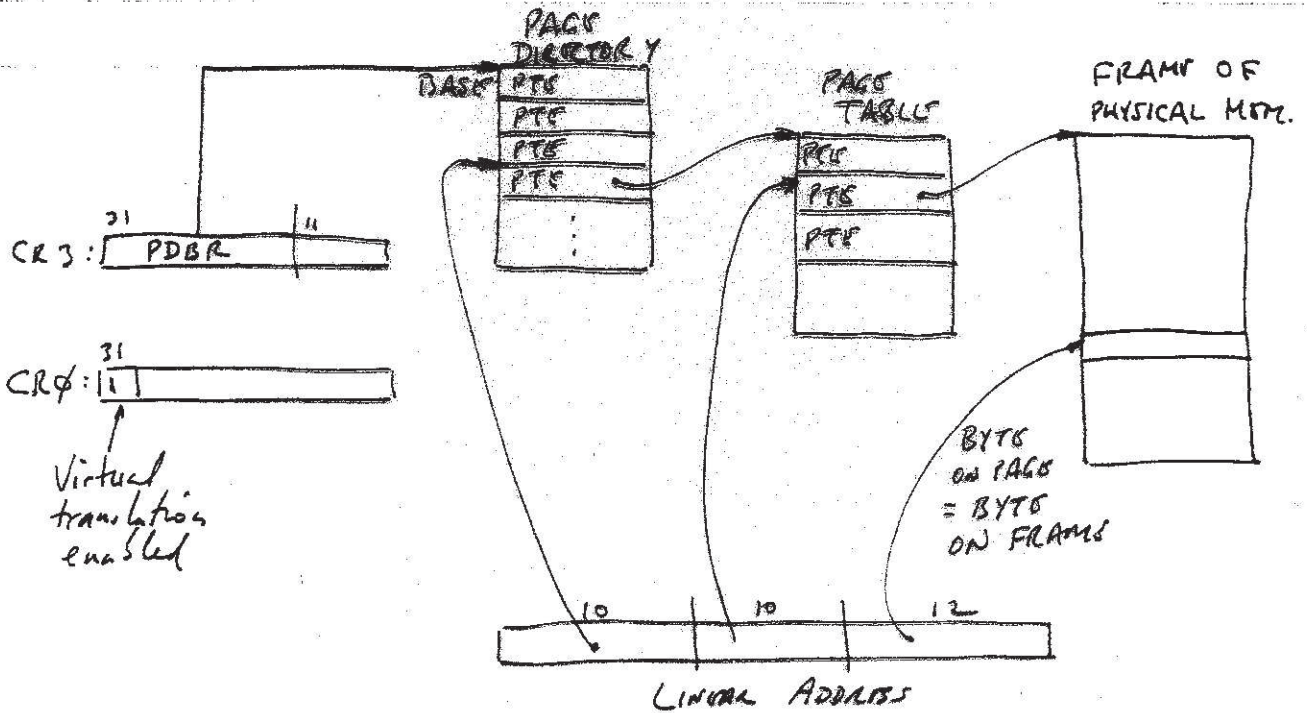 PAGE
DIRECTORY
BASE
PTE
PTE
PTE
PTE
PAGE
TABLE
PTE
PTE
PTE
FRAME OF
PHYSICAL MEM.
31
11
CR3:
PDBR
31
CRØ:
1
Virtual
translation
enabled
BYTE
ON PAGE
= BYTE
ON FRAME
10
10
12
LINEAR ADDRESS